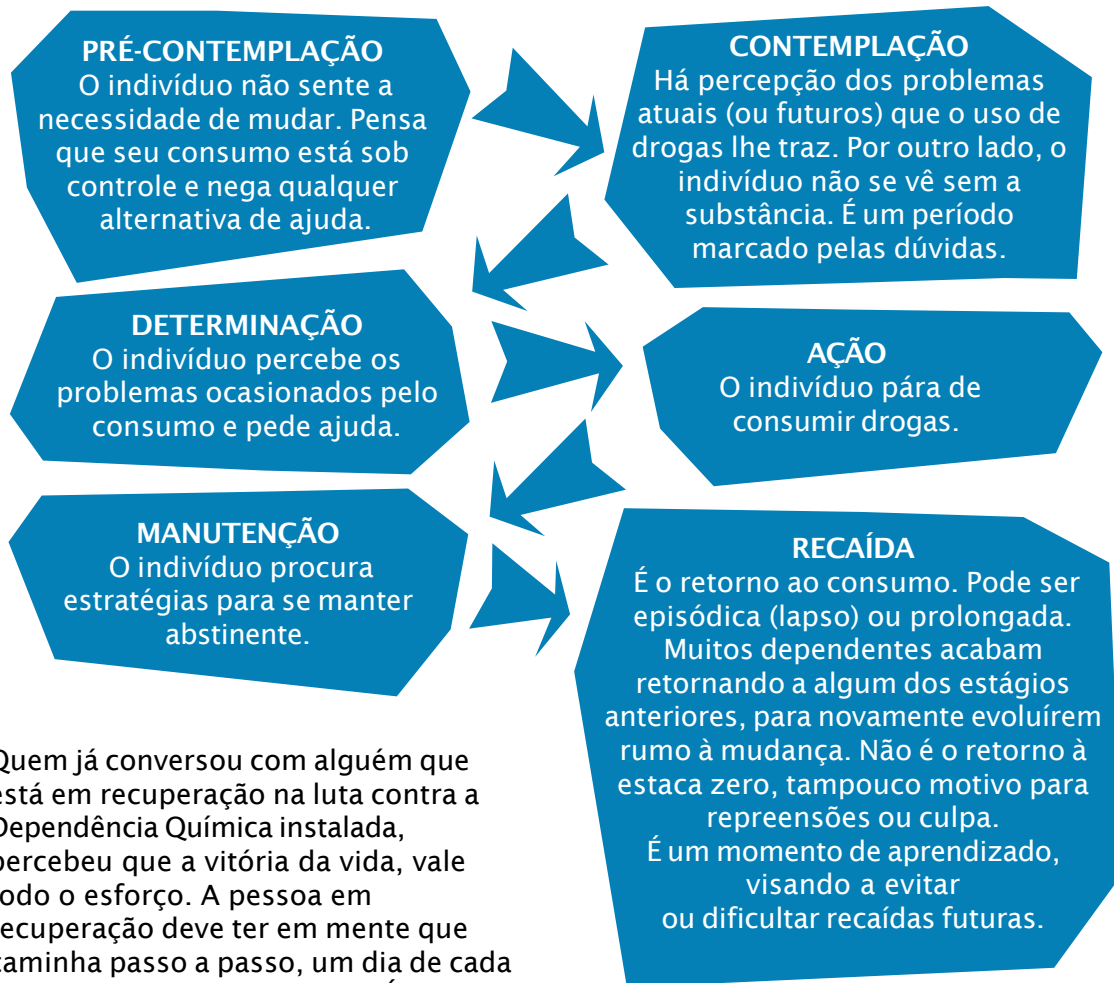 PRÉ-CONTEMPLAÇÃO
O indivíduo não sente a
necessidade de mudar. Pensa
que seu consumo está sob
controle e nega qualquer
alternativa de ajuda.
CONTEMPLAÇÃO
Há percepção dos problemas
atuais (ou futuros) que o uso de
drogas lhe traz. Por outro lado, o
indivíduo não se vê sem a
substância. É um período
marcado pelas dúvidas.
DETERMINAÇÃO
O indivíduo percebe os
problemas ocasionados pelo
consumo e pede ajuda.
AÇÃO
O indivíduo pára de
consumir drogas.
MANUTENÇÃO
O indivíduo procura
estratégias para se manter
abstinente.
RECAÍDA
É o retorno ao consumo. Pode ser
episódica (lapso) ou prolongada.
Muitos dependentes acabam
retornando a algum dos estágios
anteriores, para novamente evoluírem
rumo à mudança. Não é o retorno à
estaca zero, tampouco motivo para
repreensões ou culpa.
É um momento de aprendizado,
visando a evitar
ou dificultar recaídas futuras.
Quem já conversou com alguém que
está em recuperação na luta contra a
Dependência Química instalada,
percebeu que a vitória da vida, vale
todo o esforço. A pessoa em
recuperação deve ter em mente que
caminha passo a passo, um dia de cada